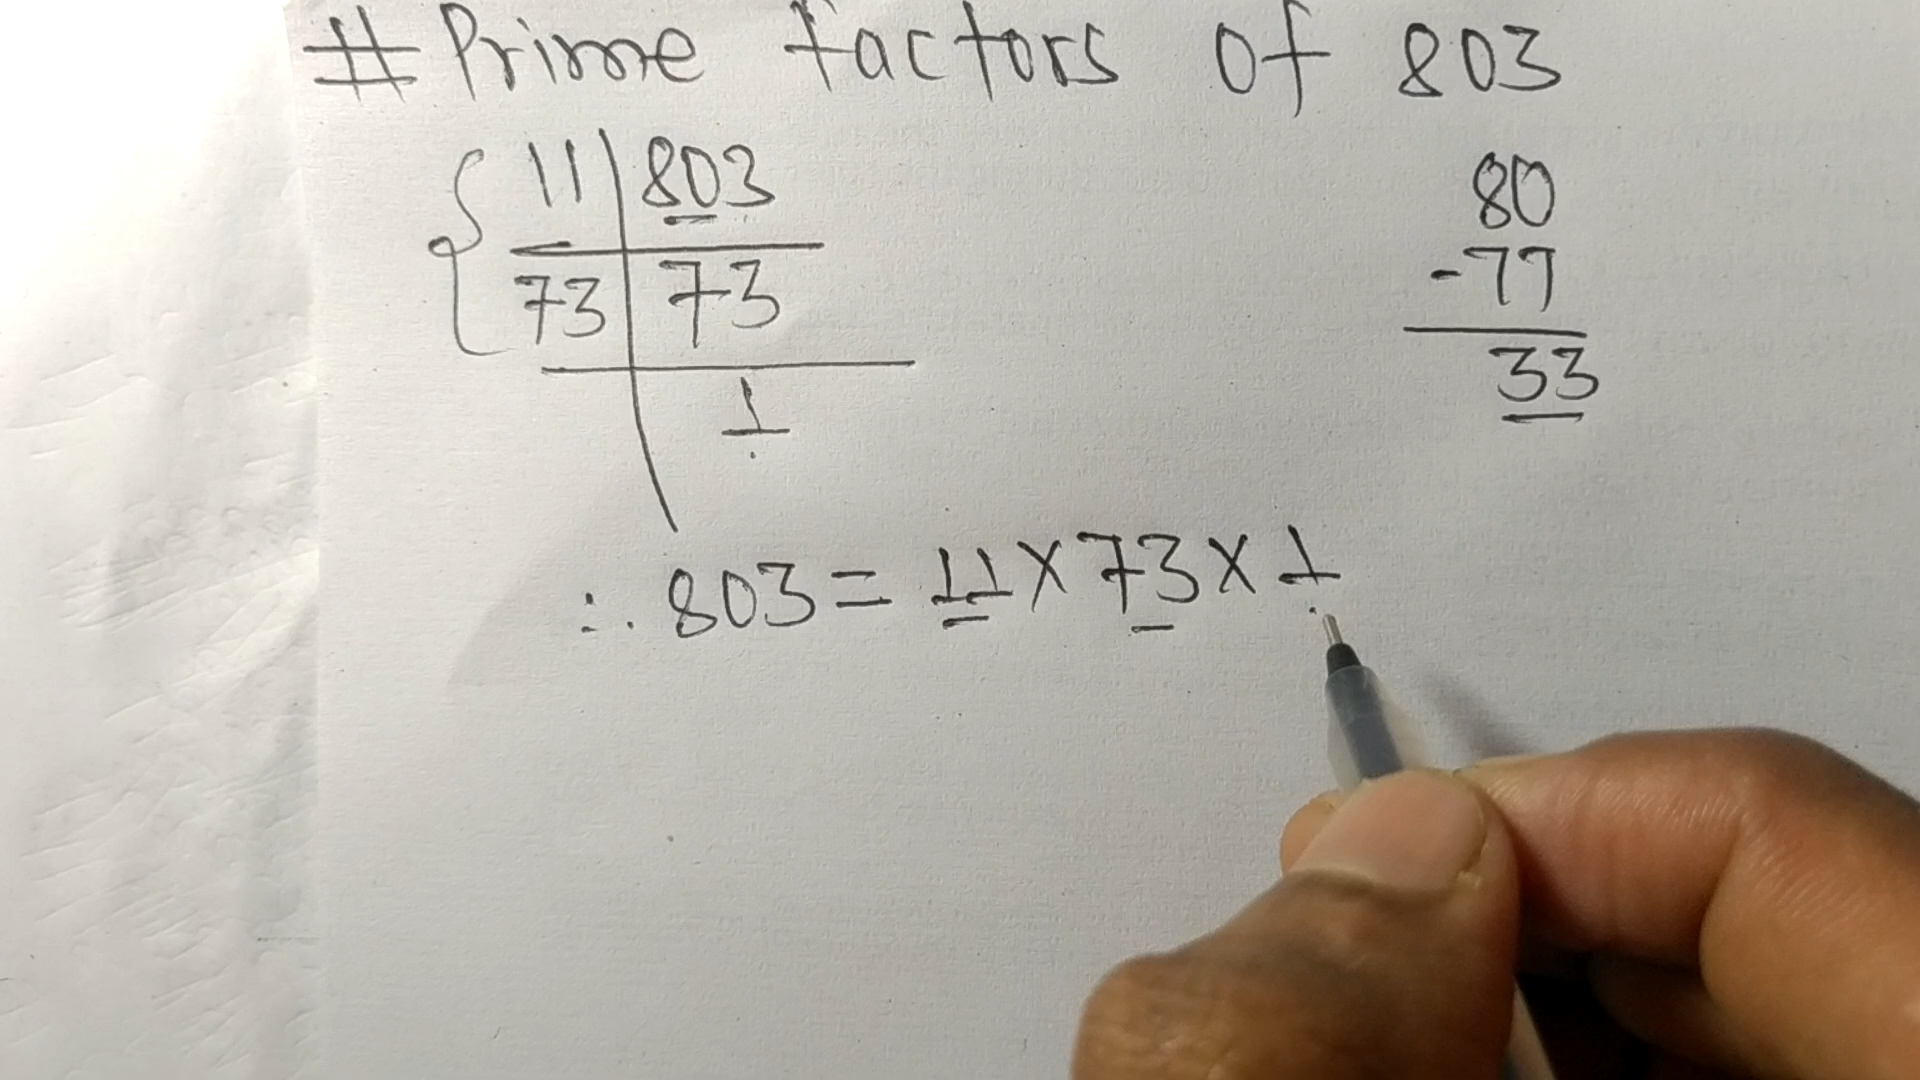 # Prime factors of 803
11 | 803
73 | 73
1
80
-77
33
∴ 803 = 11 × 73 × 1